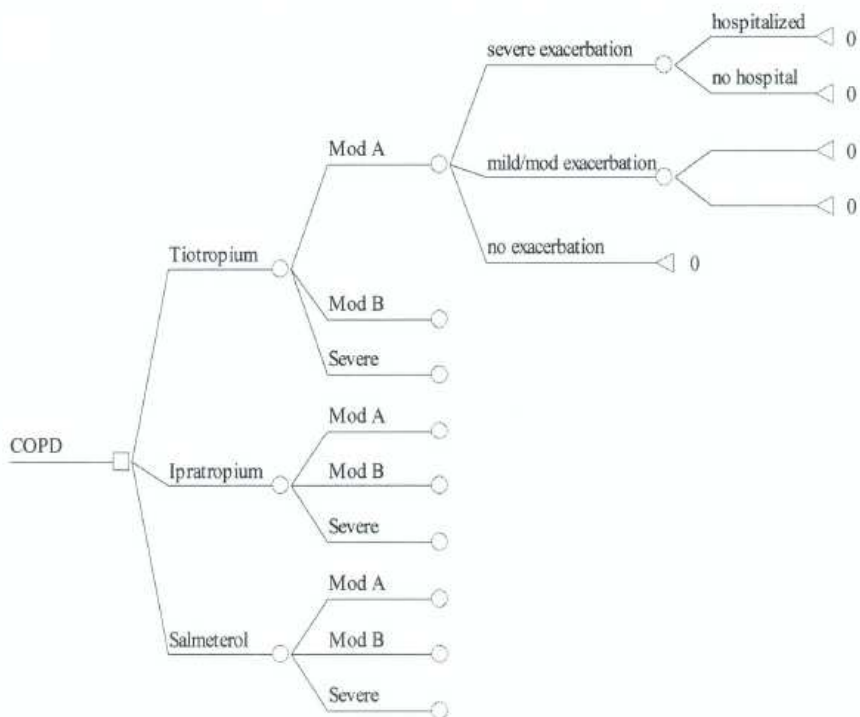 hospitalized
0
severe exacerbation
no hospital
0
Mod A
0
mild/mod exacerbation
0
no exacerbation
0
Tiotropium
Mod B
Severe
Mod A
COPD
Ipratropium
Mod B
Severe
Mod A
Salmeterol
Mod B
Severe